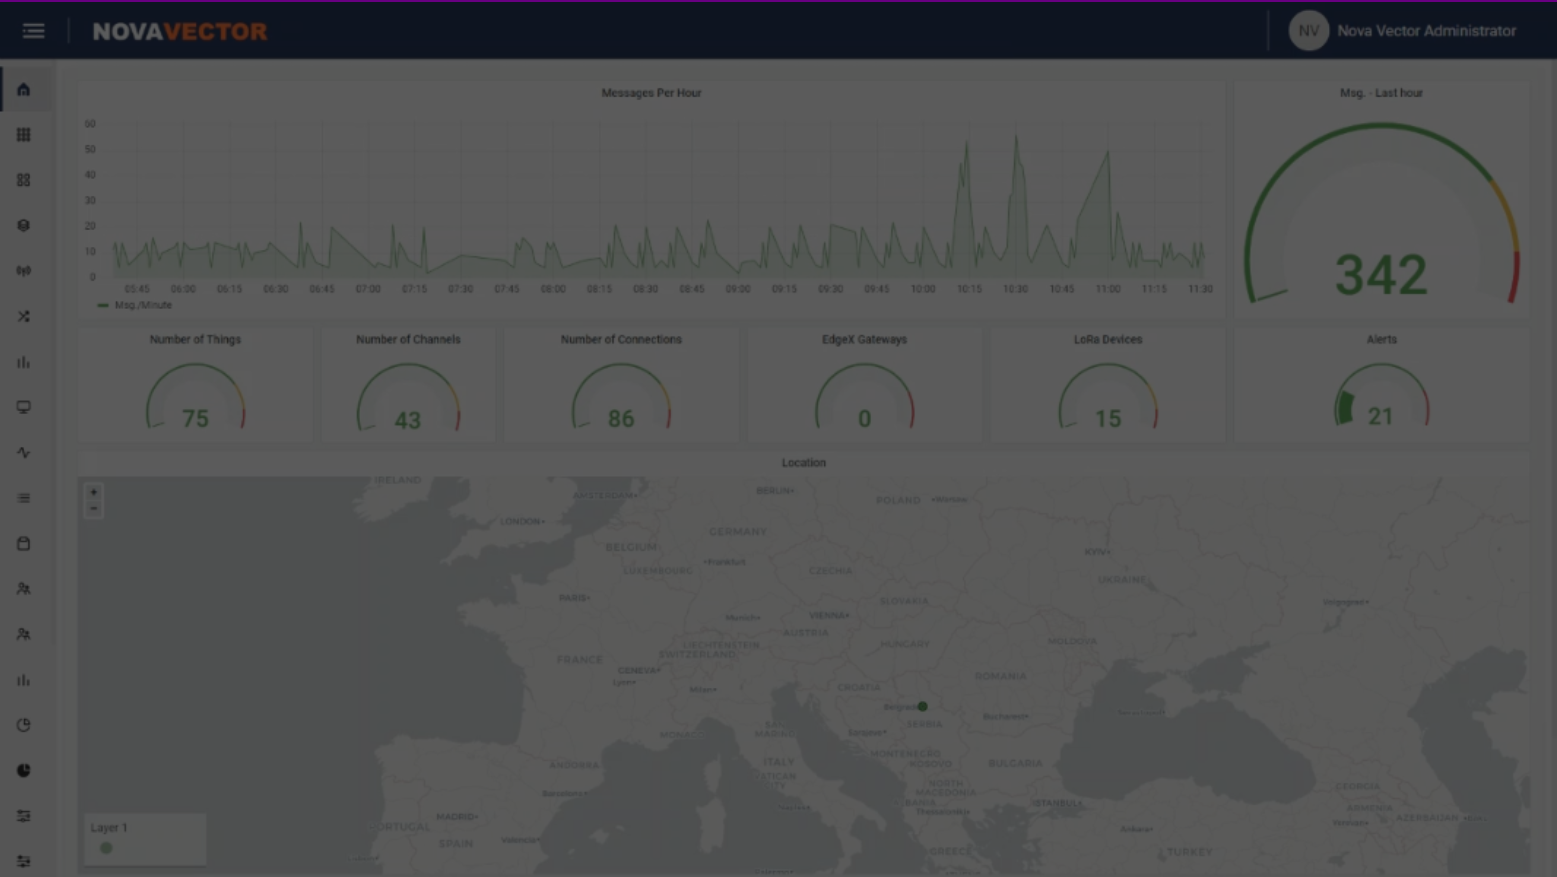 NOVAVECTOR
NV Nova Vector Administrator
Messages Per Hour
60
50
40
30
20
10
0
05:45 06:00 06:15 06:30 06:45 07:00 07:15 07:30 07:45 08:00 08:15 08:30 08:45 09:00 09:15 09:30 09:45 10:00 10:15 10:30 10:45 11:00 11:15 11:30
Msg./Minute
Msg. - Last hour
342
Number of Things
75
Number of Channels
43
Number of Connections
86
EdgeX Gateways
0
LoRa Devices
15
Alerts
21
Location
+
−
IRELAND
AMSTERDAM
BERLIN
POLAND
Warsaw
LONDON
GERMANY
BELGIUM
KYIV
LUXEMBOURG
Frankfurt
CZECHIA
UKRAINE
PARIS
SLOVAKIA
Volgograd
Munich
VIENNA
AUSTRIA
LIECHTENSTEIN
HUNGARY
MOLDOVA
FRANCE
SWITZERLAND
GENEVA
Lyon
ROMANIA
Milan
CROATIA
Belgrade
SERBIA
Bucharest
SAN
MARINO
Sarajevo
MONACO
MONTENEGRO
KOSOVO
ITALY
BULGARIA
ANDORRA
VATICAN
CITY
NORTH
MACEDONIA
GEORGIA
Barcelona
ALBANIA
ISTANBUL
ARMENIA
Thessaloniki
MADRID
AZERBAIJAN
Yerevan
PORTUGAL
Ankara
SPAIN
Valencia
GREECE
TURKEY
Layer 1